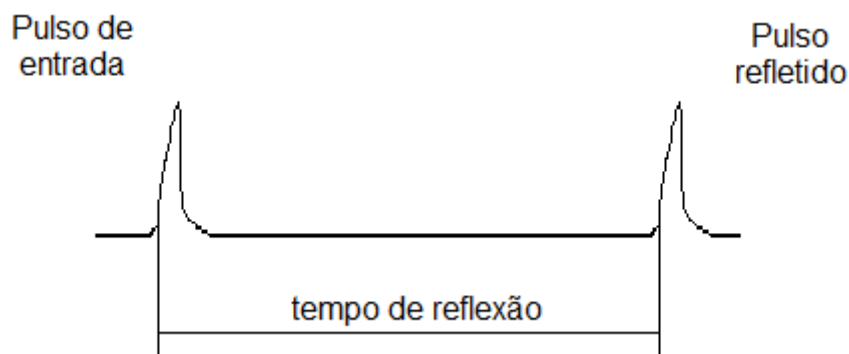 Pulso de
entrada
Pulso
refletido
tempo de reflexão